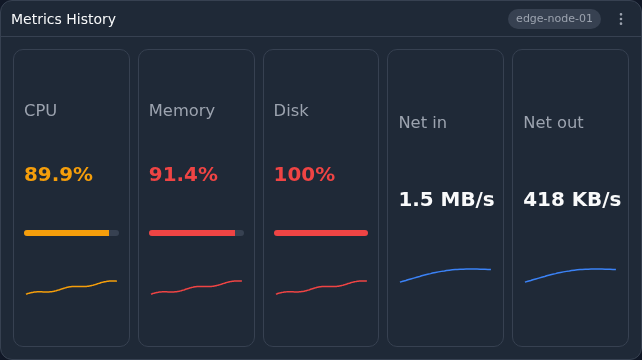 Metrics History
edge-node-01
CPU
89.9%
Memory
91.4%
Disk
100%
Net in
1.5 MB/s
Net out
418 KB/s